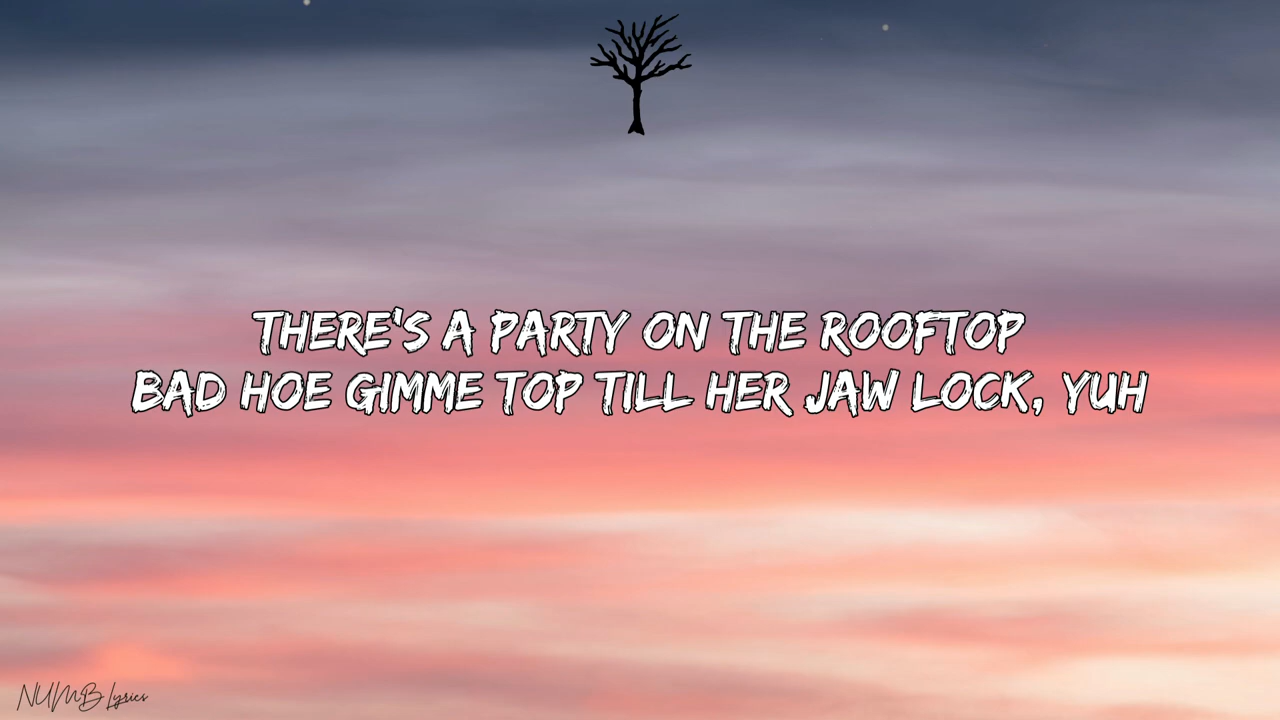 THERE'S A PARTY ON THE ROOFTOP
BAD HOE GIMME TOP TILL HER JAW LOCK, YUH
NUMB Lyrics